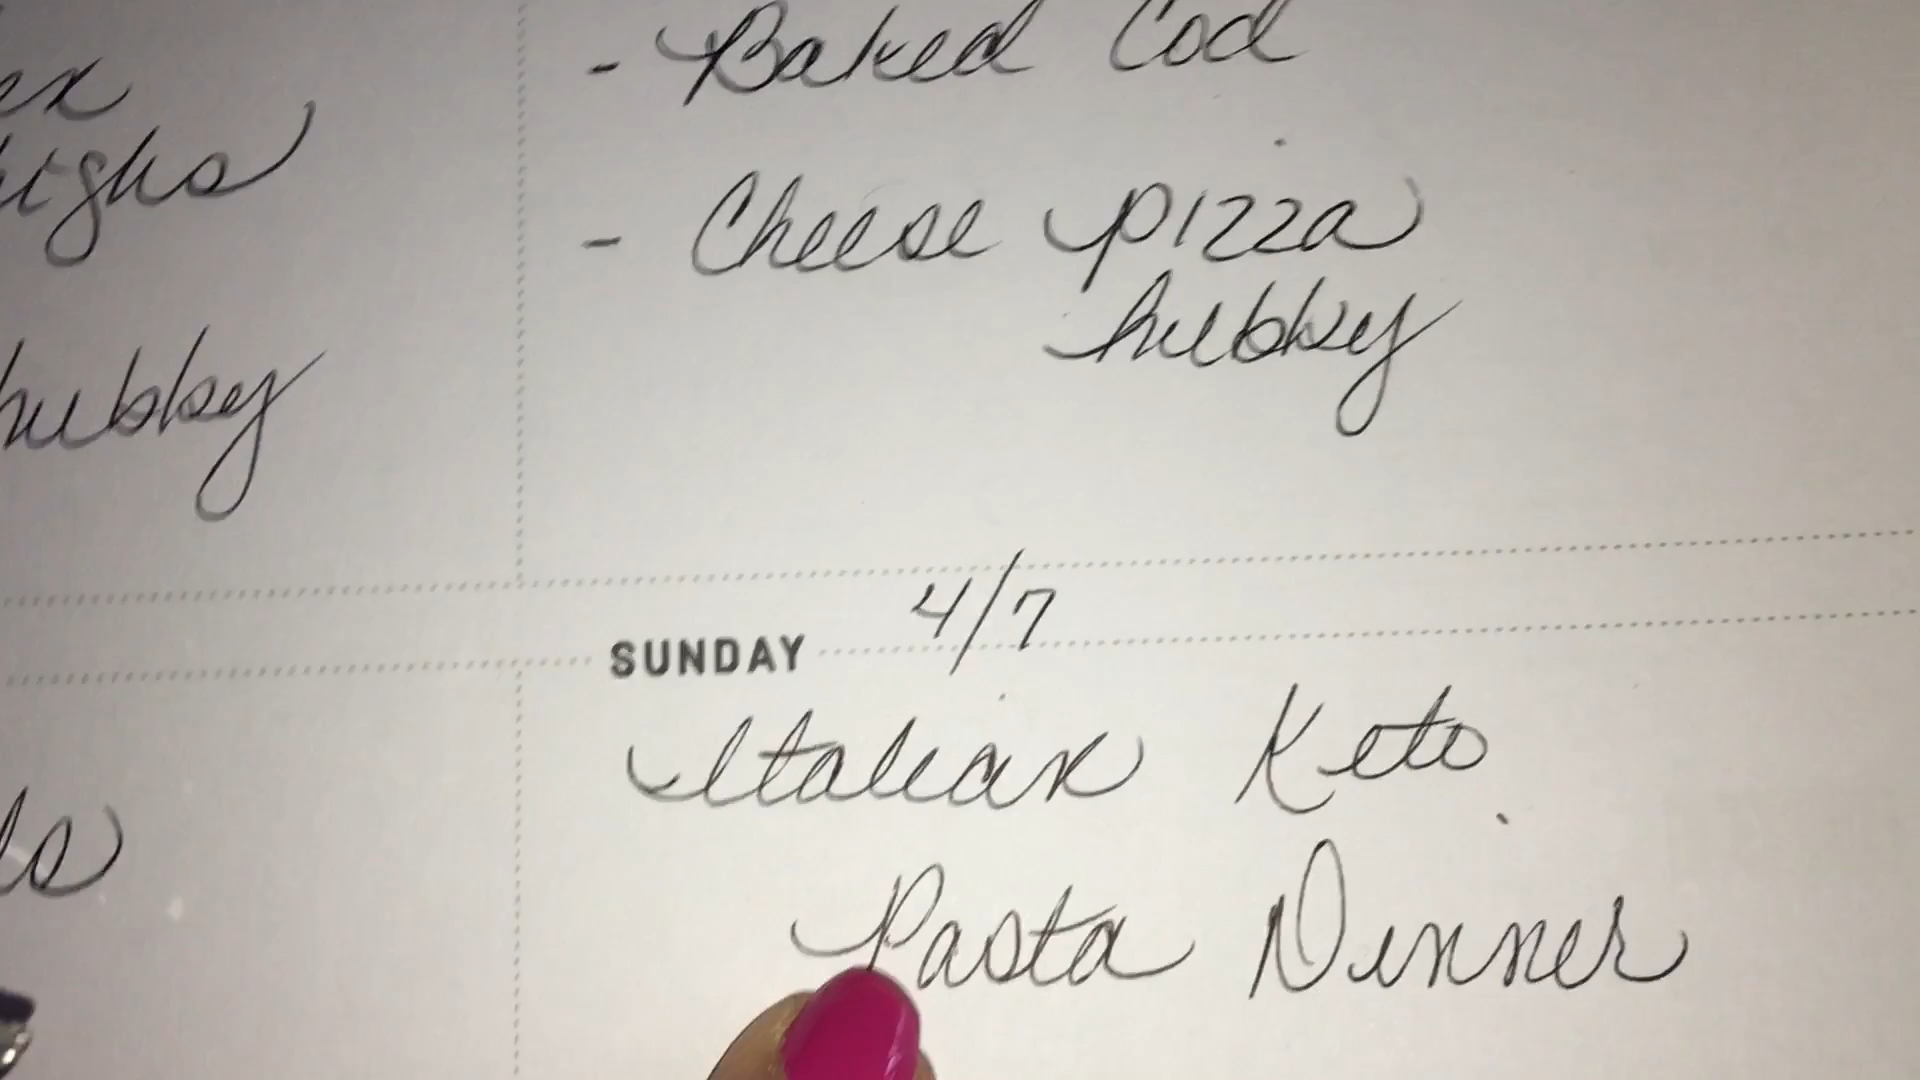 - Baked Cod
- Cheese pizza
hubby
hubby
SUNDAY 4/7
Italian Keto
Pasta Dinner